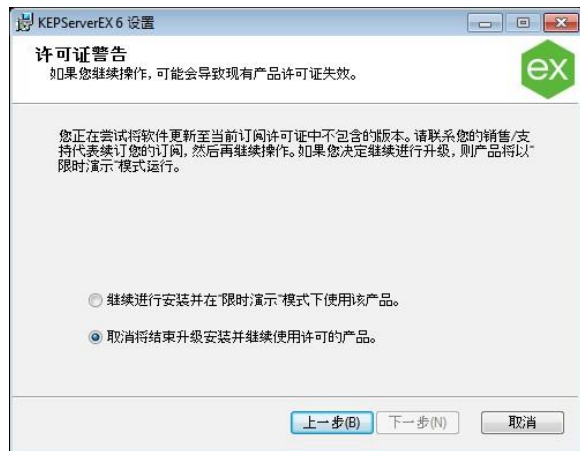 KEPServerEX 6 设置
许可证警告
如果您继续操作,可能会导致现有产品许可证失效。
ex
您正在尝试将软件更新至当前订阅许可证中不包含的版本。请联系您的销售/支
持代表续订您的订阅,然后再继续操作。如果您决定继续进行升级,则产品将以"
限时演示"模式运行。
继续进行安装并在"限时演示"模式下使用该产品。
取消将结束升级安装并继续使用许可的产品。
上一步(B) 下一步(N) 取消